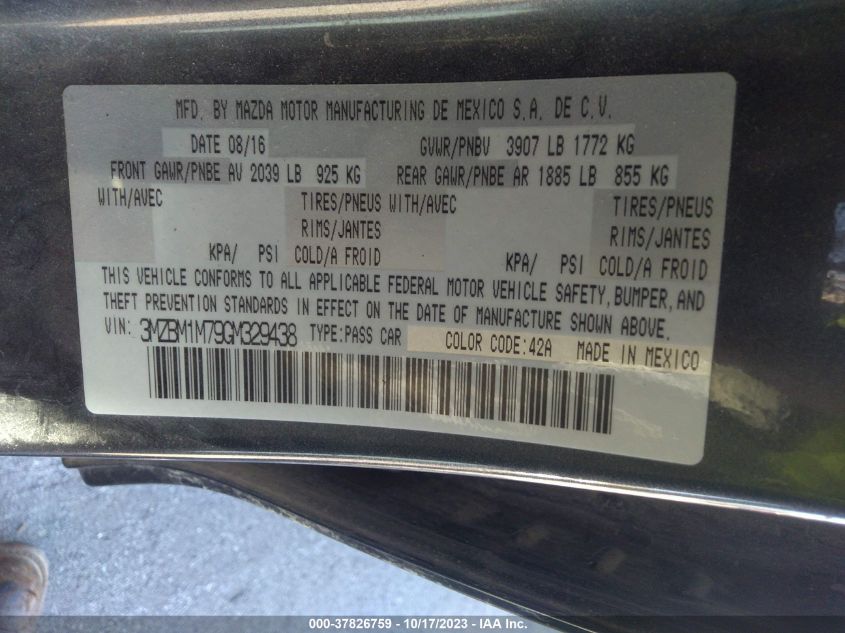 MFD. BY MAZDA MOTOR MANUFACTURING DE MEXICO S.A. DE C.V.
DATE 08/16 GVWR/PNBV 3907 LB 1772 KG
FRONT GAWR/PNBE AV 2039 LB 925 KG REAR GAWR/PNBE AR 1885 LB 855 KG
WITH/AVEC TIRES/PNEUS WITH/AVEC TIRES/PNEUS
RIMS/JANTES RIMS/JANTES
KPA/ PSI COLD/A FROID KPA/ PSI COLD/A FROID
THIS VEHICLE CONFORMS TO ALL APPLICABLE FEDERAL MOTOR VEHICLE SAFETY, BUMPER, AND
THEFT PREVENTION STANDARDS IN EFFECT ON THE DATE OF MANUFACTURE SHOWN ABOVE.
VIN: 3MZBM1M79GM329438 TYPE:PASS CAR COLOR CODE:42A MADE IN MEXICO
000-37826759 - 10/17/2023 - IAA Inc.